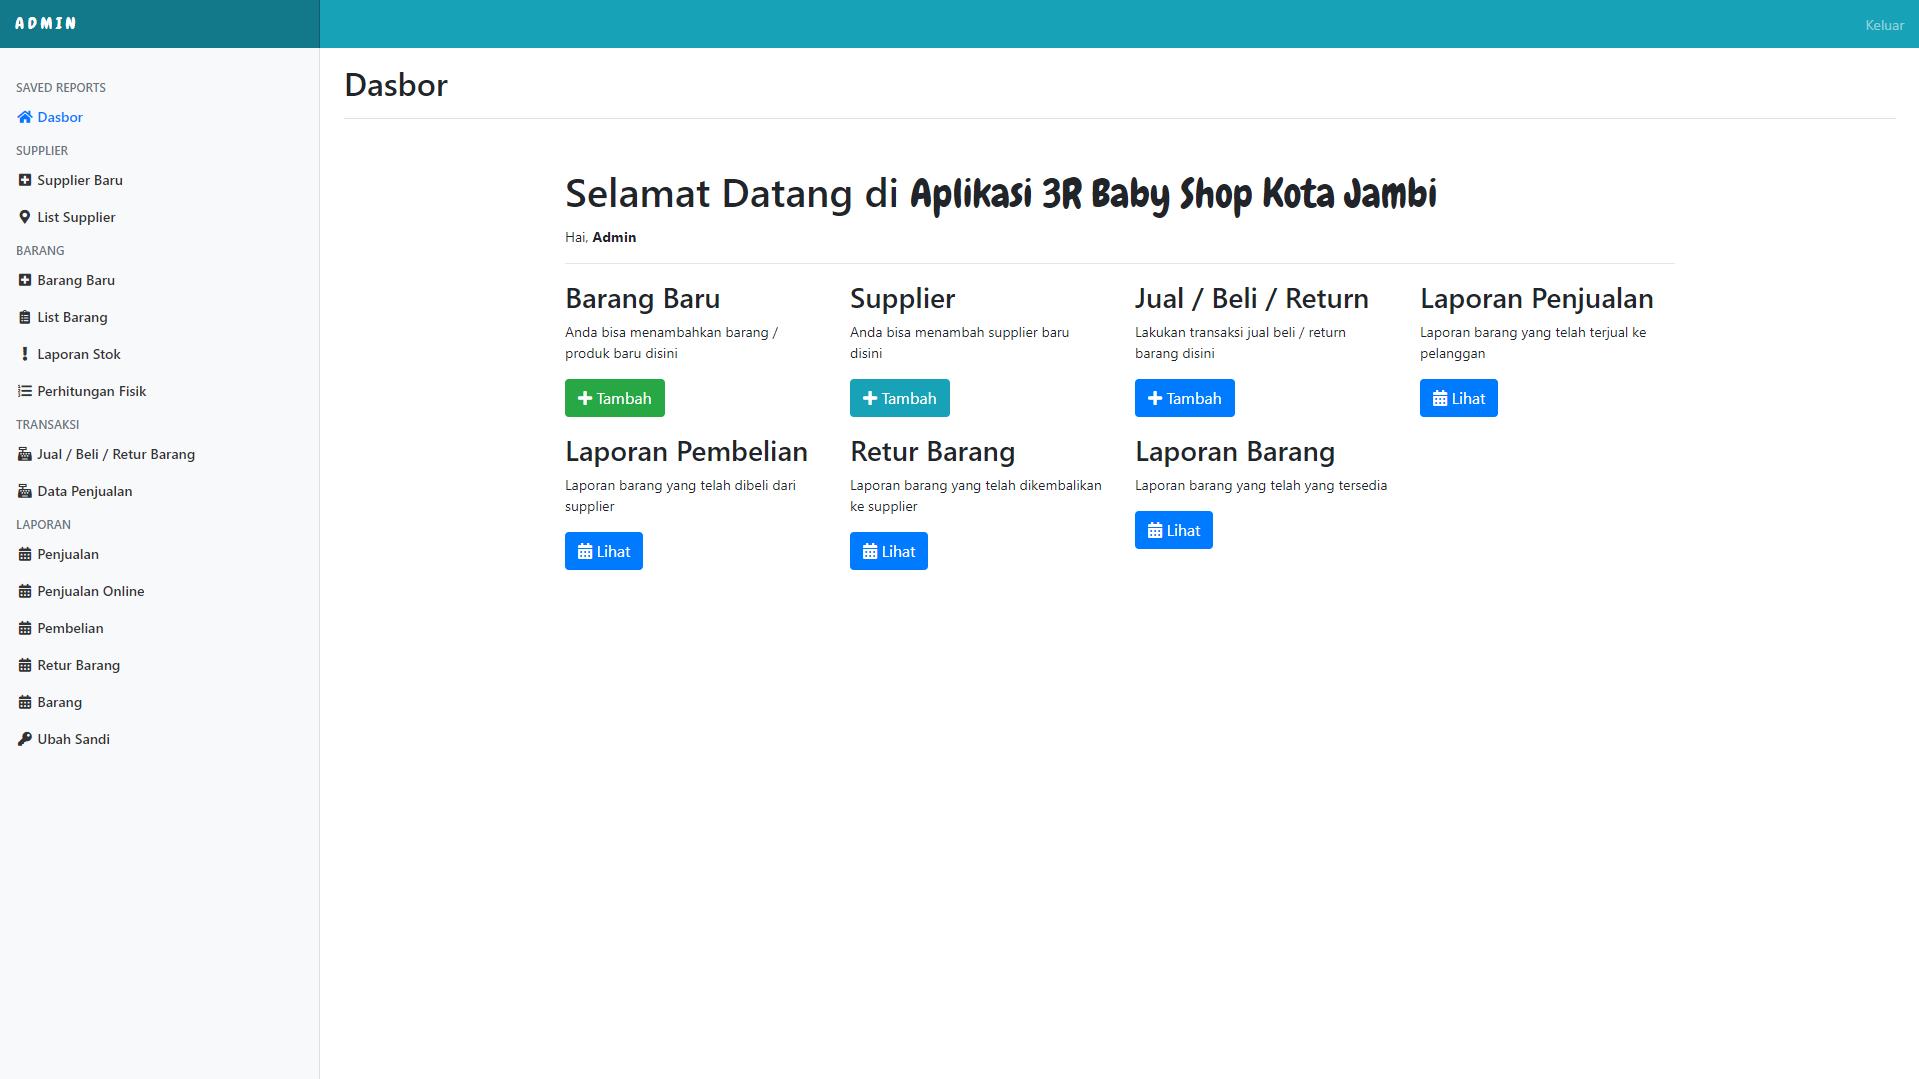 ADMIN
Keluar
SAVED REPORTS
Dasbor
SUPPLIER
Supplier Baru
List Supplier
BARANG
Barang Baru
List Barang
Laporan Stok
Perhitungan Fisik
TRANSAKSI
Jual / Beli / Retur Barang
Data Penjualan
LAPORAN
Penjualan
Penjualan Online
Pembelian
Retur Barang
Barang
Ubah Sandi
Dasbor
Selamat Datang di Aplikasi 3R Baby Shop Kota Jambi
Hai, Admin
Barang Baru
Anda bisa menambahkan barang /
produk baru disini
Tambah
Supplier
Anda bisa menambah supplier baru
disini
Tambah
Jual / Beli / Return
Lakukan transaksi jual beli / return
barang disini
Tambah
Laporan Penjualan
Laporan barang yang telah terjual ke
pelanggan
Lihat
Laporan Pembelian
Laporan barang yang telah dibeli dari
supplier
Lihat
Retur Barang
Laporan barang yang telah dikembalikan
ke supplier
Lihat
Laporan Barang
Laporan barang yang telah yang tersedia
Lihat